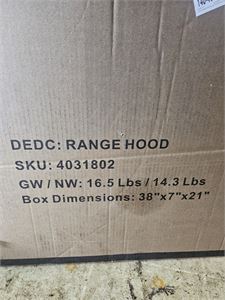 DEDC: RANGE HOOD
SKU: 4031802
GW / NW: 16.5 Lbs / 14.3 Lbs
Box Dimensions: 38"x7"x21"